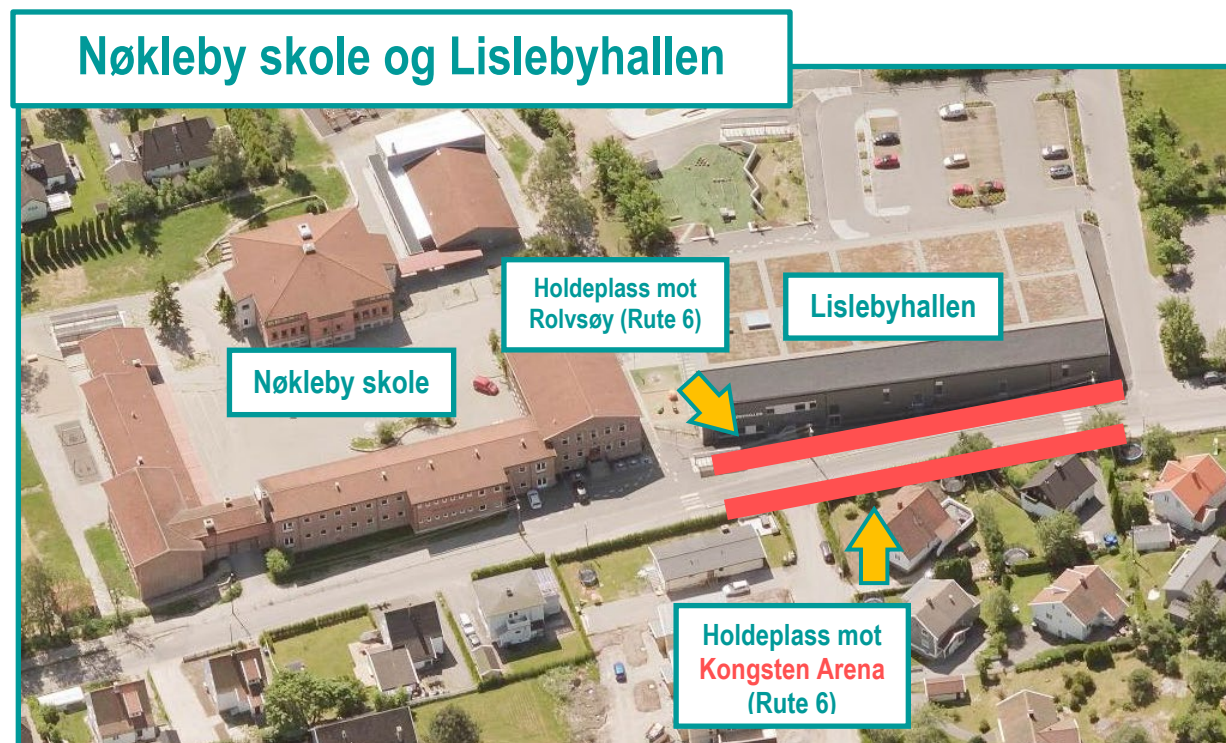 Nøkleby skole og Lislebyhallen
Holdeplass mot
Rolvsøy (Rute 6)
Lislebyhallen
Nøkleby skole
Holdeplass mot
Kongsten Arena
(Rute 6)